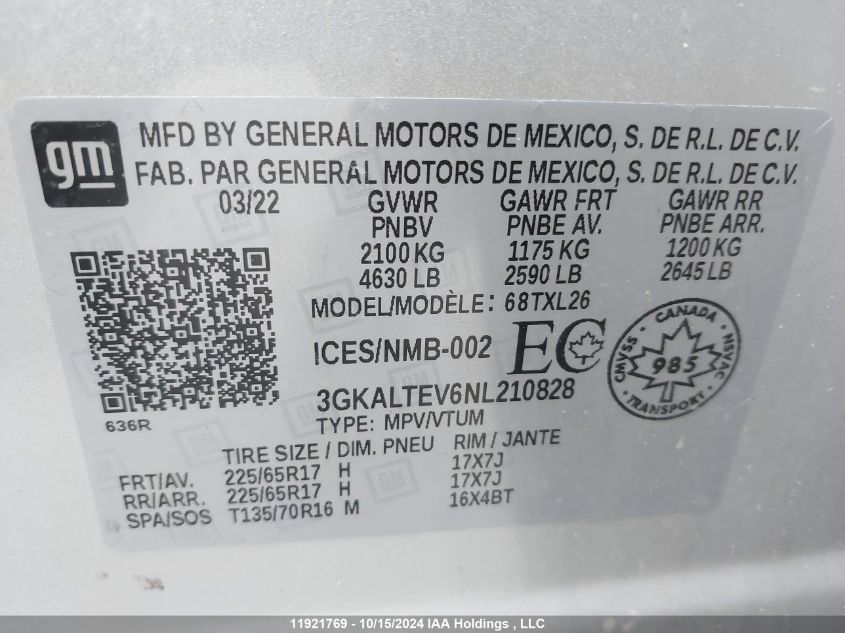 gm
MFD BY GENERAL MOTORS DE MEXICO, S. DE R.L. DE C.V.
FAB. PAR GENERAL MOTORS DE MEXICO, S. DE R.L. DE C.V.
03/22 GVWR GAWR FRT GAWR RR
PNBV PNBE AV. PNBE ARR.
2100 KG 1175 KG 1200 KG
4630 LB 2590 LB 2645 LB
MODEL/MODÈLE: 68TXL26
ICES/NMB-002 EC
CANADA
CMVSS 985 NSVAC
TRANSPORT
3GKALTEV6NL210828
636R
TYPE: MPV/VTUM
TIRE SIZE / DIM. PNEU RIM / JANTE
FRT/AV. 225/65R17 H 17X7J
RR/ARR. 225/65R17 H 17X7J
SPA/SOS T135/70R16 M 16X4BT
11921769 - 10/15/2024 IAA Holdings , LLC